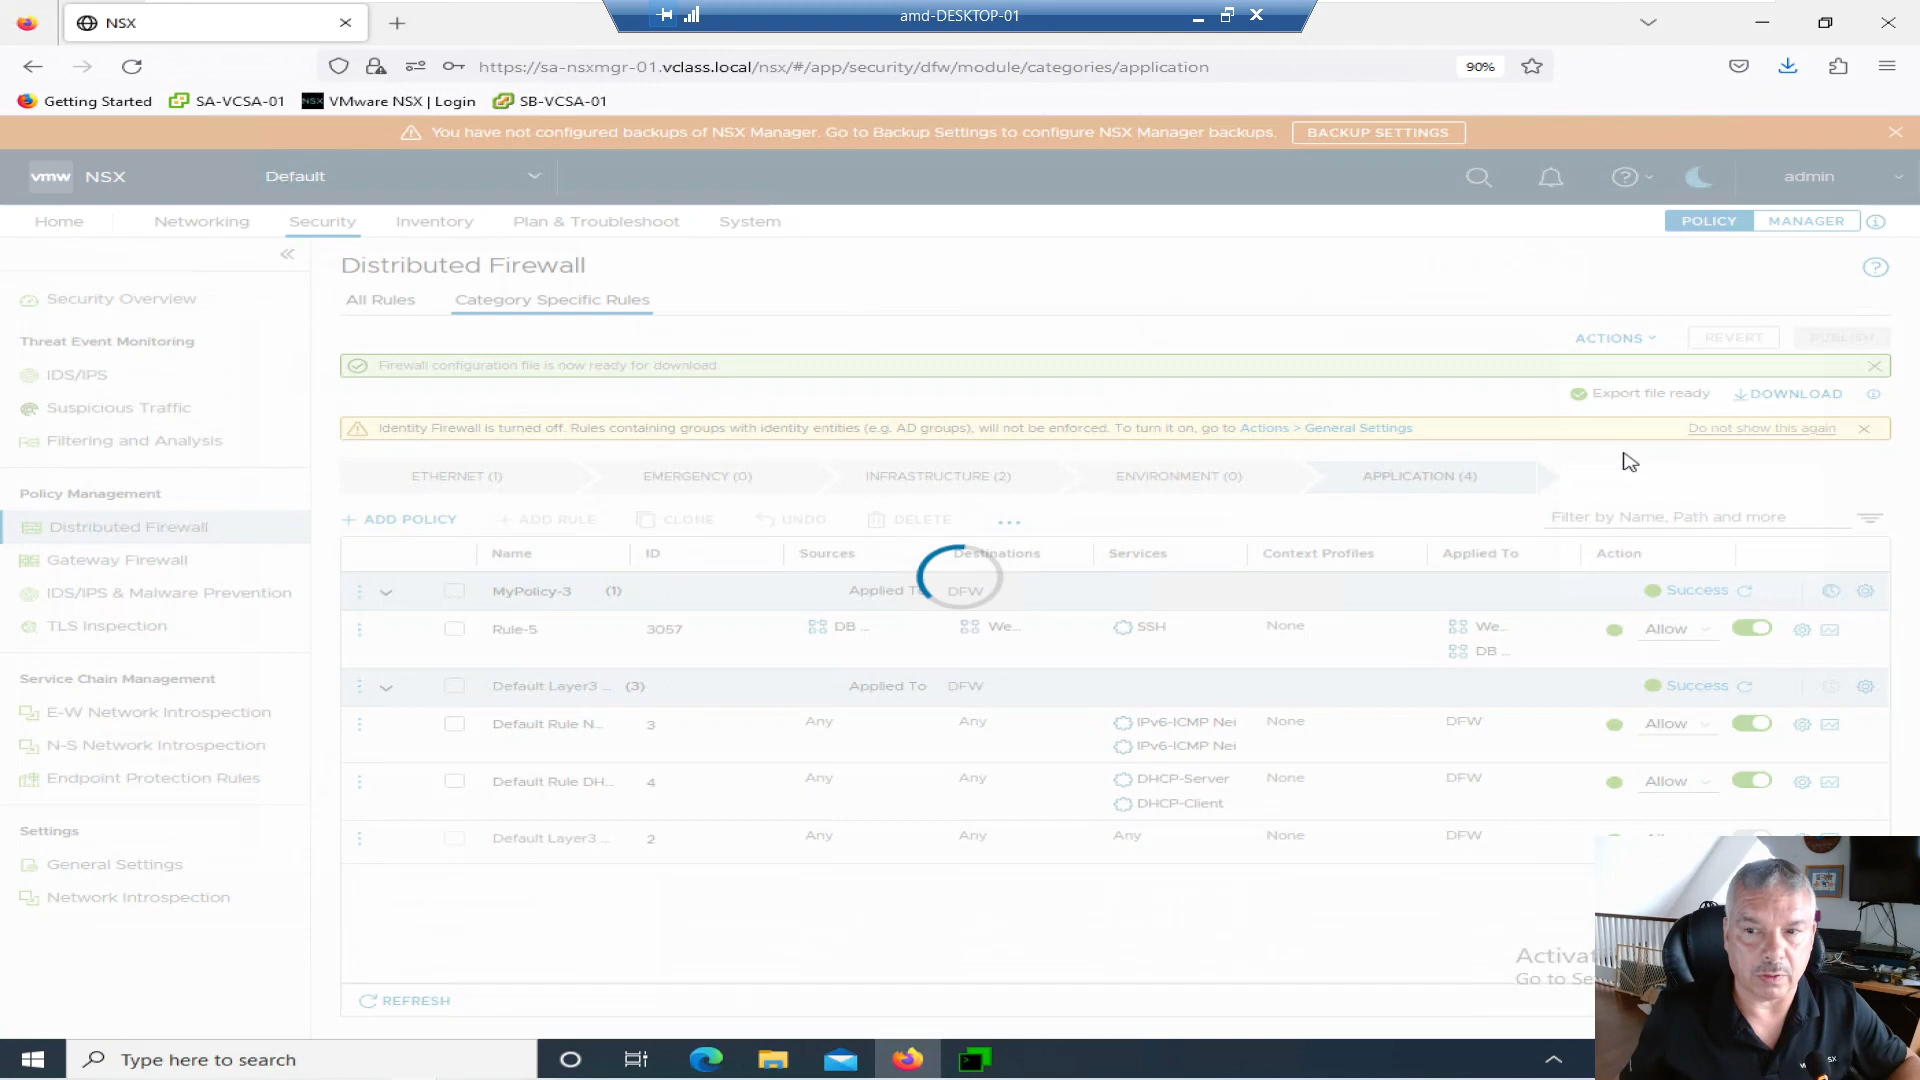 NSX
amd-DESKTOP-01
https://sa-nsxmgr-01.vclass.local/nsx/#/app/security/dfw/module/categories/application
90%
Getting Started SA-VCSA-01 VMware NSX | Login SB-VCSA-01
You have not configured backups of NSX Manager. Go to Backup Settings to configure NSX Manager backups. BACKUP SETTINGS
vmw NSX Default admin
Home Networking Security Inventory Plan & Troubleshoot System POLICY MANAGER
Security Overview
Threat Event Monitoring
IDS/IPS
Suspicious Traffic
Filtering and Analysis
Policy Management
Distributed Firewall
Gateway Firewall
IDS/IPS & Malware Prevention
TLS Inspection
Service Chain Management
E-W Network Introspection
N-S Network Introspection
Endpoint Protection Rules
Settings
General Settings
Network Introspection
Distributed Firewall
All Rules Category Specific Rules
ACTIONS REVERT PUBLISH
Firewall configuration file is now ready for download.
Export file ready DOWNLOAD
Identity Firewall is turned off. Rules containing groups with identity entities (e.g. AD groups), will not be enforced. To turn it on, go to Actions > General Settings Do not show this again
ETHERNET (1) EMERGENCY (0) INFRASTRUCTURE (2) ENVIRONMENT (0) APPLICATION (4)
+ ADD POLICY + ADD RULE CLONE UNDO DELETE ... Filter by Name, Path and more
Name ID Sources Destinations Services Context Profiles Applied To Action
MyPolicy-3 (1) Applied To DFW Success
Rule-5 3057 DB ... We... SSH None We... Allow
DB ...
Default Layer3 ... (3) Applied To DFW Success
Default Rule N... 3 Any Any IPv6-ICMP Nei None DFW Allow
IPv6-ICMP Nei
Default Rule DH... 4 Any Any DHCP-Server None DFW Allow
DHCP-Client
Default Layer3 ... 2 Any Any Any None DFW
REFRESH
Type here to search